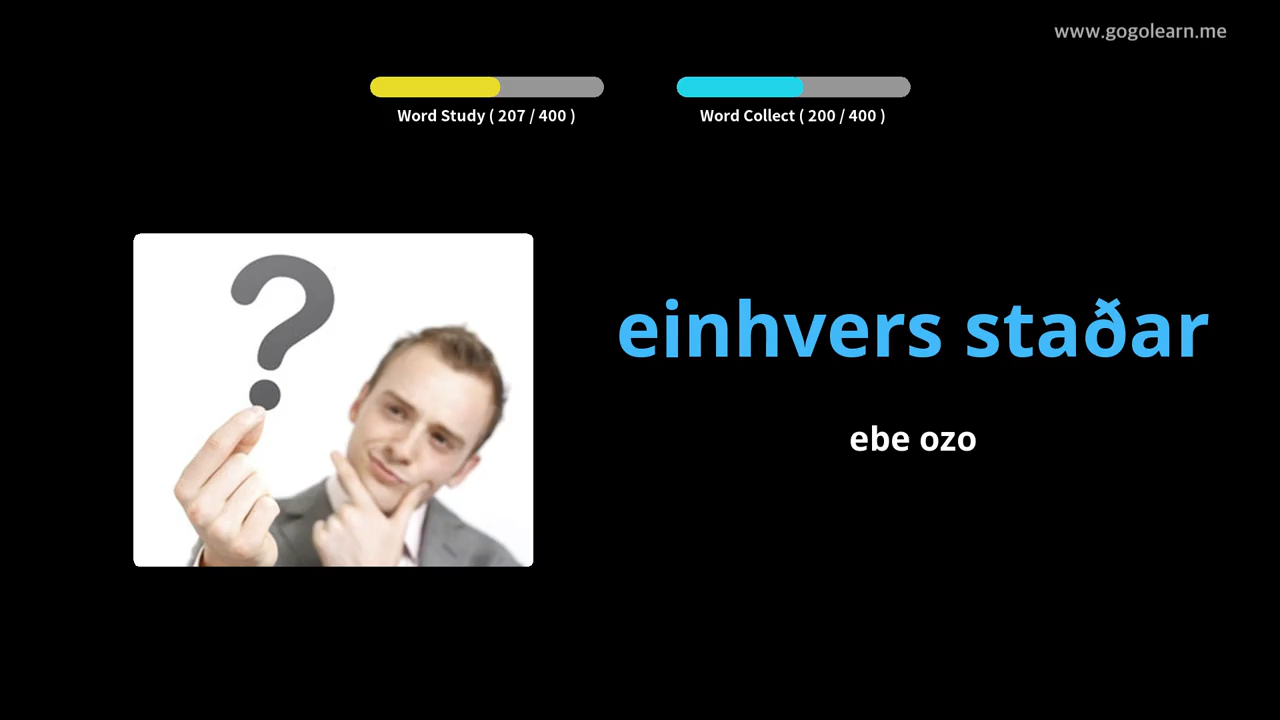 www.gogolearn.me
Word Study ( 207 / 400 )
Word Collect ( 200 / 400 )
einhvers staðar
ebe ozo